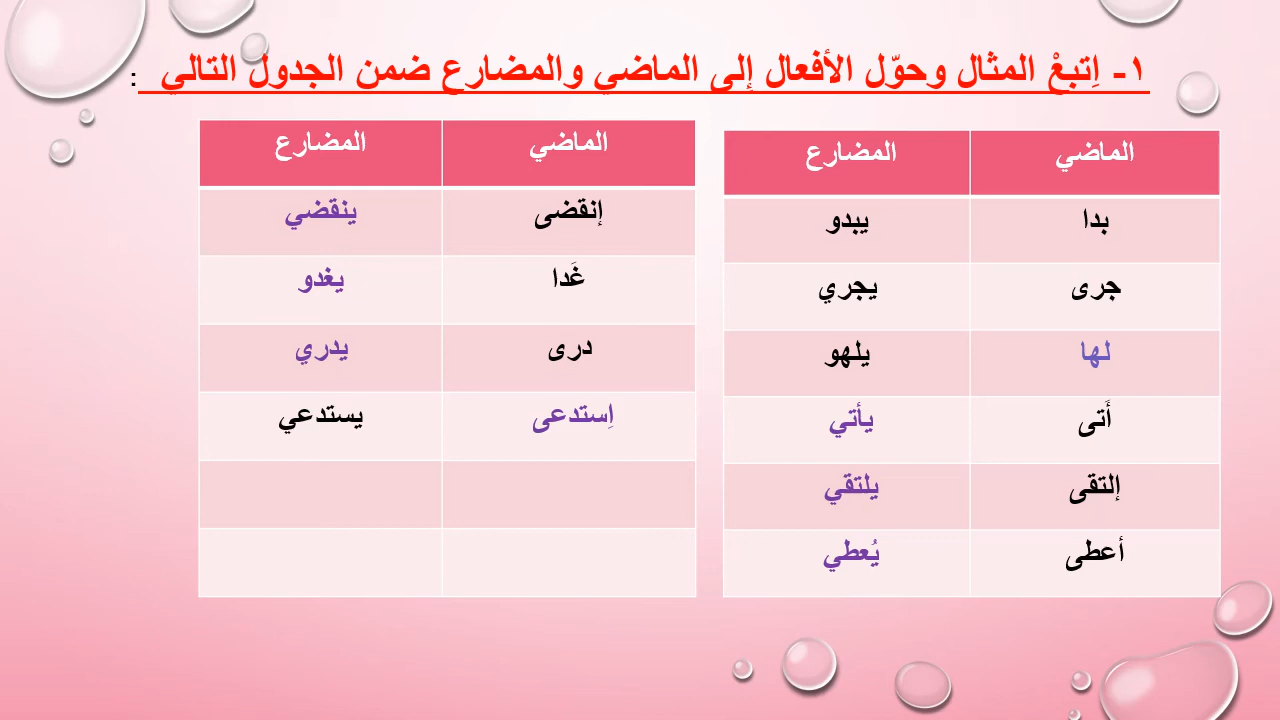 ١- اِتبعْ المثال وحوّل الأفعال إلى الماضي والمضارع ضمن الجدول التالي :
الماضي المضارع
بدا يبدو
جرى يجري
لها يلهو
أَتى يأتي
إلتقى يلتقي
أعطى يُعطي
الماضي المضارع
إنقضى ينقضي
غَدا يغدو
درى يدري
اِستدعى يستدعي